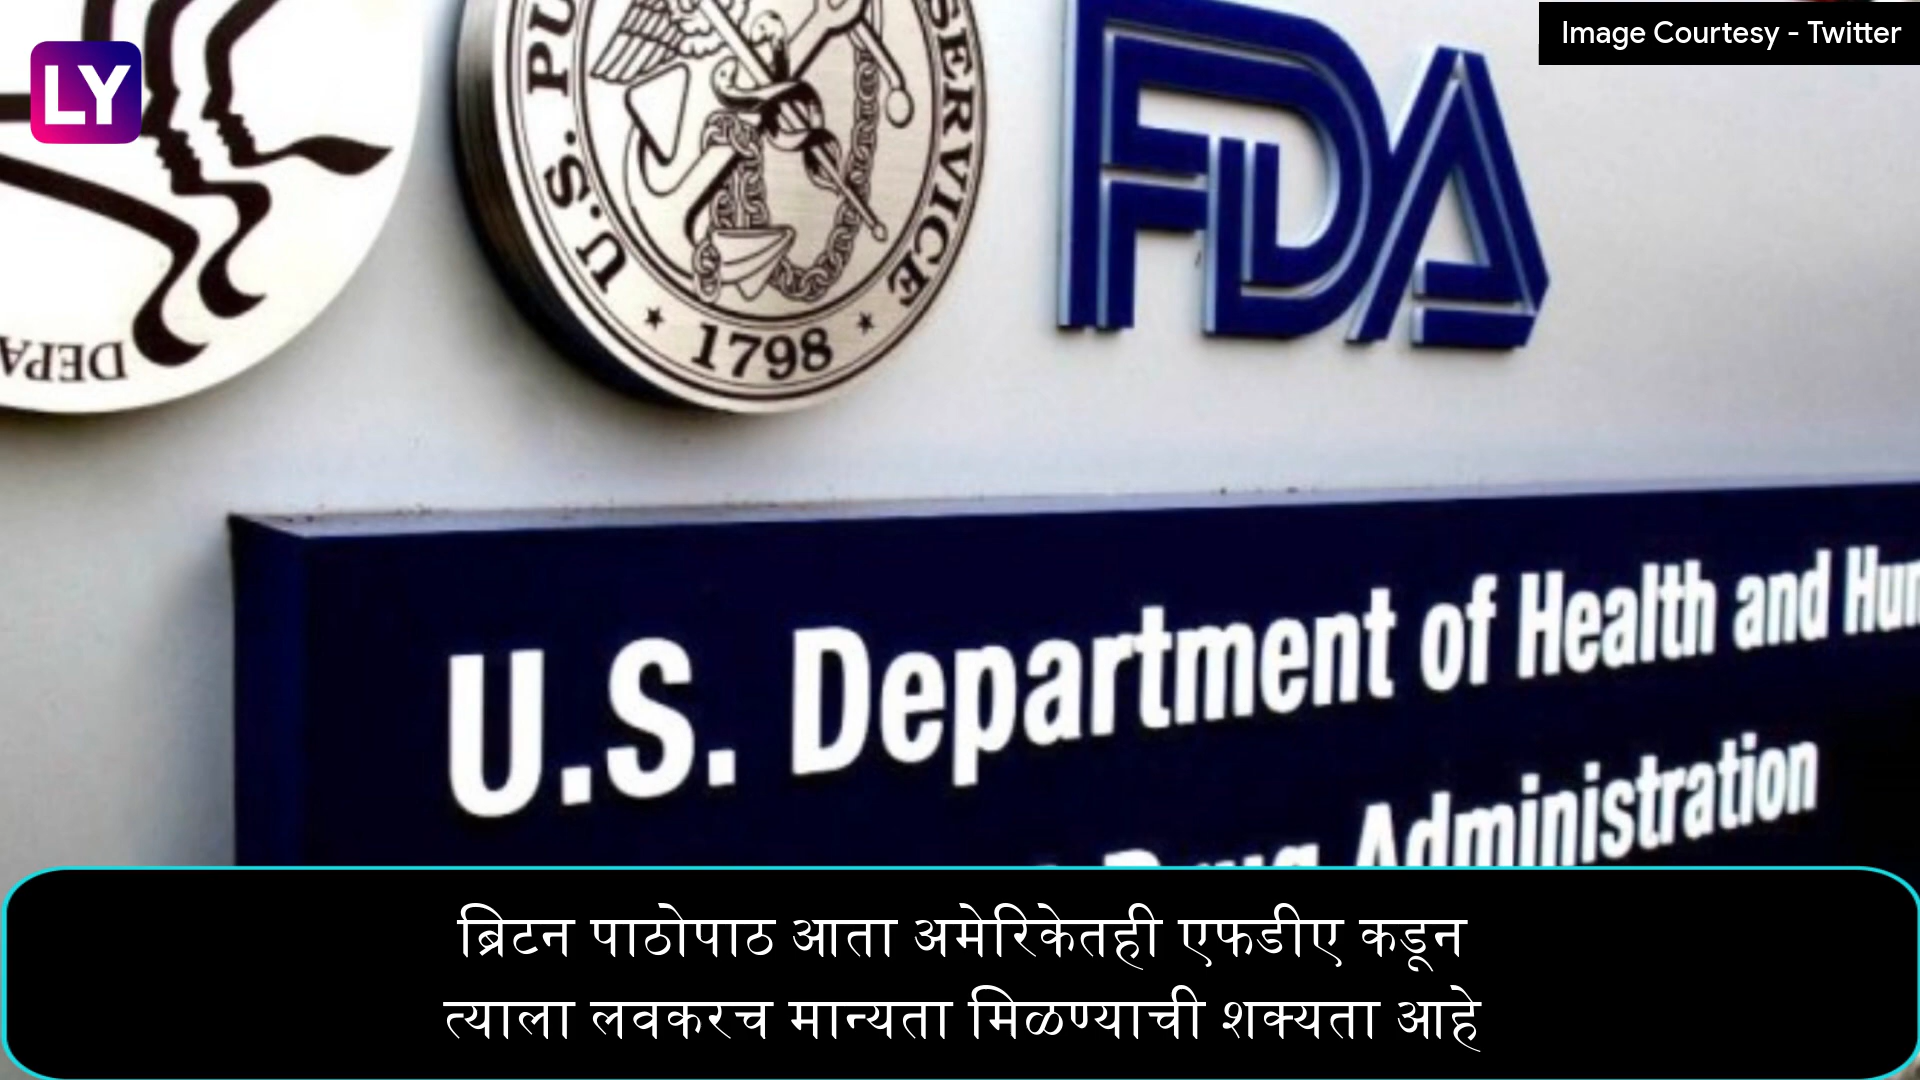 Image Courtesy - Twitter
LY
U.S. PU
SERVICE
1798
FDA
DEPA
U.S. Department of Health and Hu
Drug Administration
ब्रिटन पाठोपाठ आता अमेरिकेतही एफडीए कडून
त्याला लवकरच मान्यता मिळण्याची शक्यता आहे